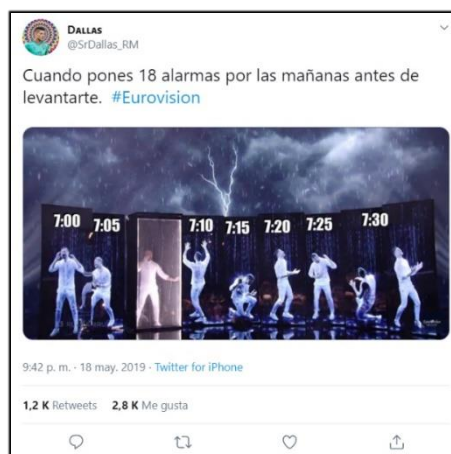 DALLAS
@SrDallas_RM
Cuando pones 18 alarmas por las mañanas antes de
levantarte. #Eurovision
7:00 7:05 7:10 7:15 7:20 7:25 7:30
9:42 p. m. · 18 may. 2019 · Twitter for iPhone
1,2 K Retweets 2,8 K Me gusta